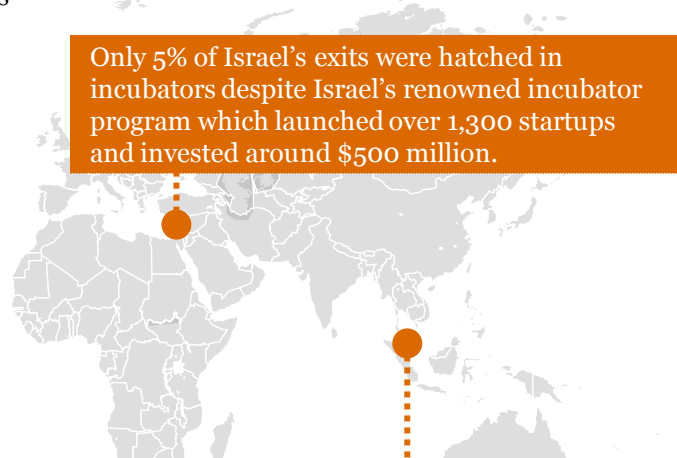 Only 5% of Israel’s exits were hatched in
incubators despite Israel’s renowned incubator
program which launched over 1,300 startups
and invested around $500 million.